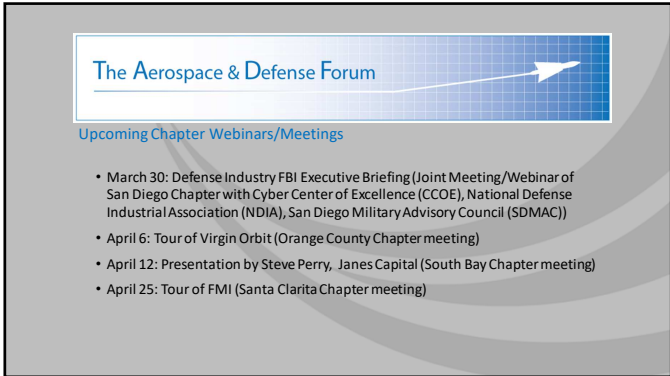 The Aerospace & Defense Forum
Upcoming Chapter Webinars/Meetings
• March 30: Defense Industry FBI Executive Briefing (Joint Meeting/Webinar of
San Diego Chapter with Cyber Center of Excellence (CCOE), National Defense
Industrial Association (NDIA), San Diego Military Advisory Council (SDMAC))
• April 6: Tour of Virgin Orbit (Orange County Chapter meeting)
• April 12: Presentation by Steve Perry, Janes Capital (South Bay Chapter meeting)
• April 25: Tour of FMI (Santa Clarita Chapter meeting)